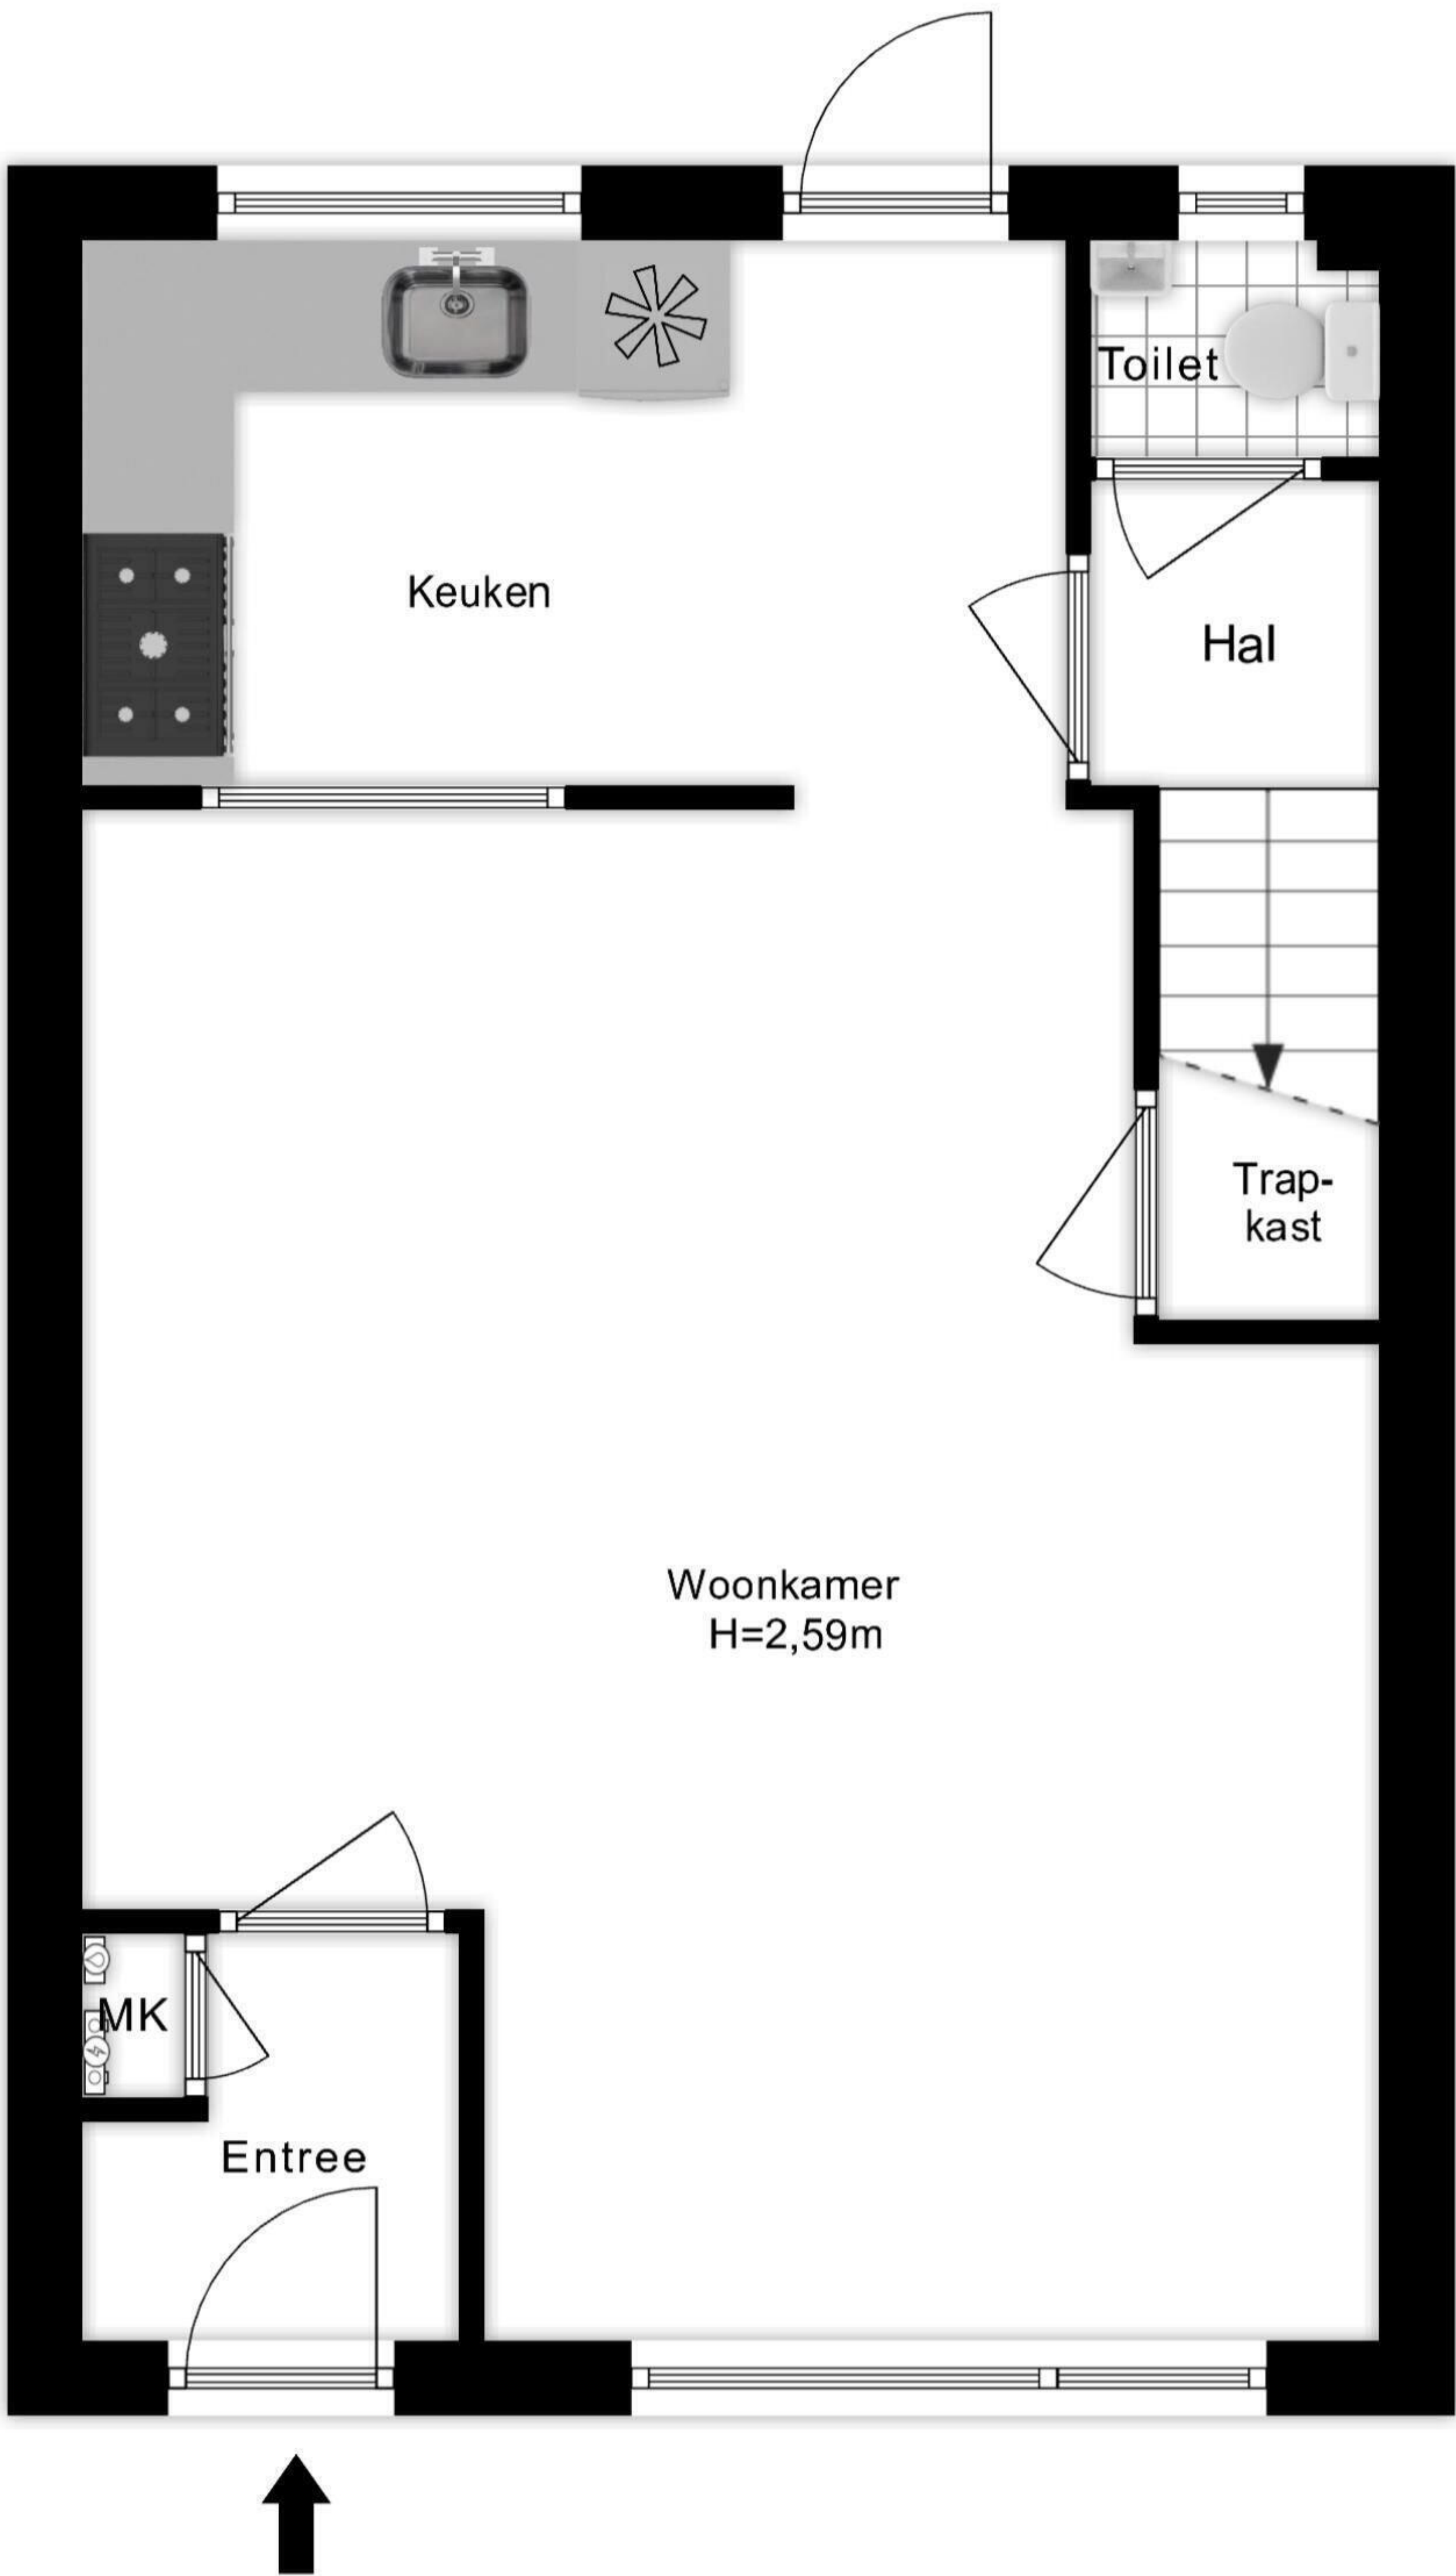 Toilet
Keuken
Hal
Trap-
kast
Woonkamer
H=2,59m
MK
Entree